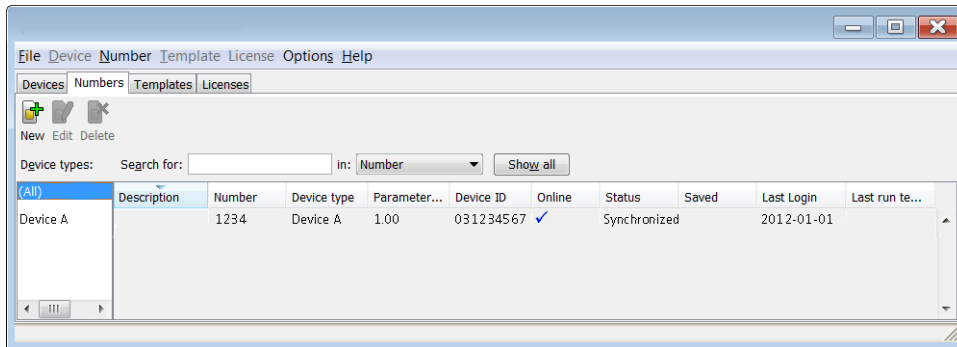 File Device Number Template License Options Help
Devices Numbers Templates Licenses
New Edit Delete
Device types: Search for: in: Number Show all
(All) Description Number Device type Parameter... Device ID Online Status Saved Last Login Last run te...
Device A 1234 Device A 1.00 031234567 Synchronized 2012-01-01